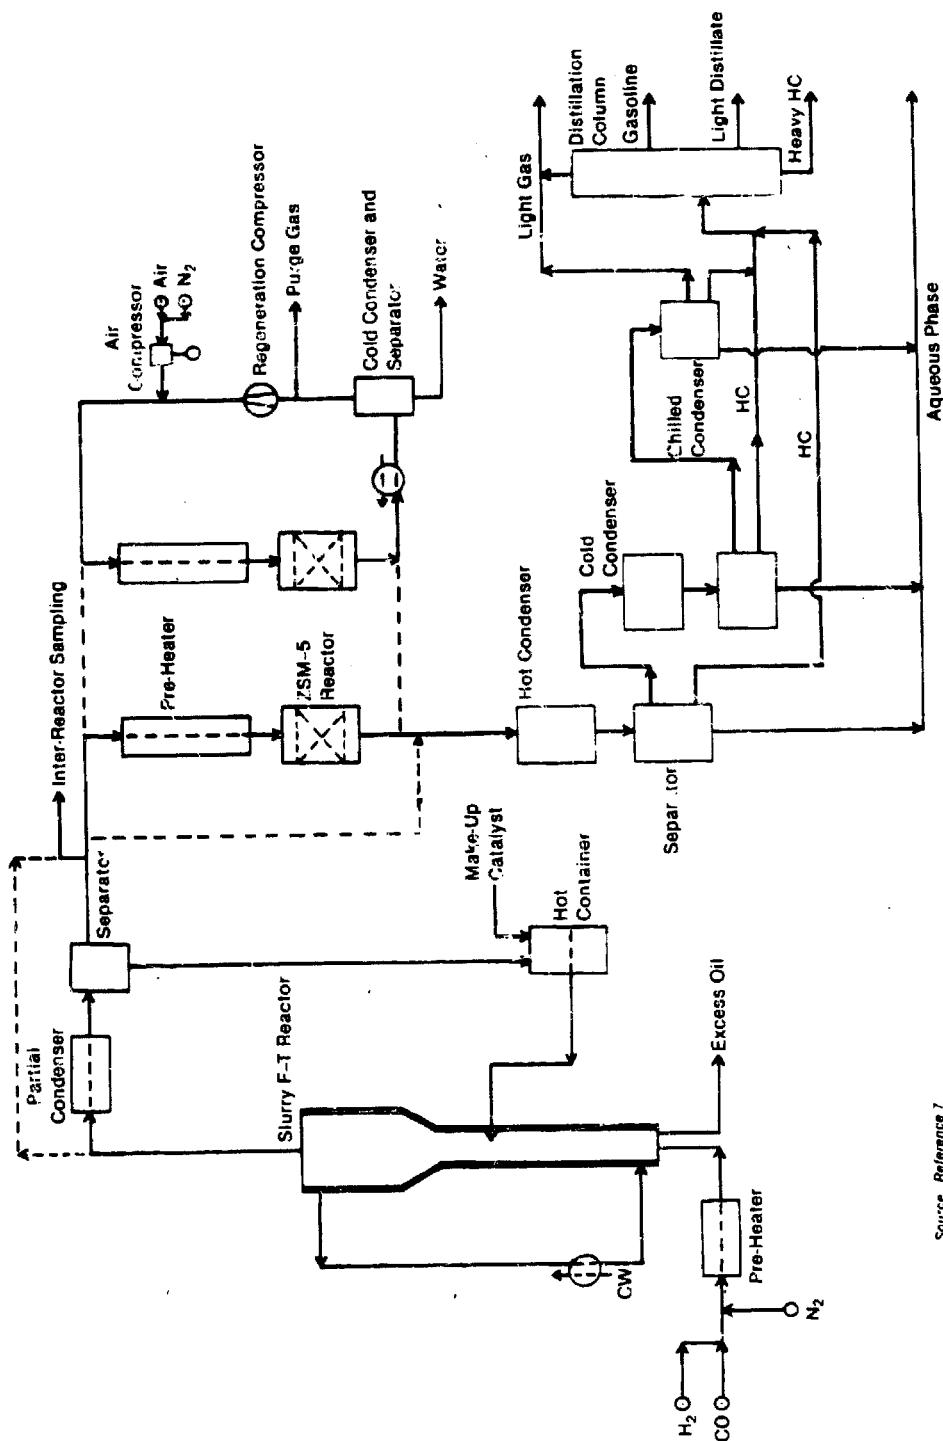 H2
CO
N2
Pre-Heater
Excess Oil
CW
Slurry F-T Reactor
Partial
Condenser
Separator
Inter-Reactor Sampling
Make-Up
Catalyst
Hot
Container
Pre-Heater
ZSM-5
Reactor
Air
Compressor
Air
N2
Regeneration Compressor
Purge Gas
Cold Condenser and
Separator
Water
Hot Condenser
Separator
Cold
Condenser
Chilled
Condenser
HC
HC
Light Gas
Distillation
Column
Gasoline
Light Distillate
Heavy HC
Aqueous Phase
Source: Reference 7